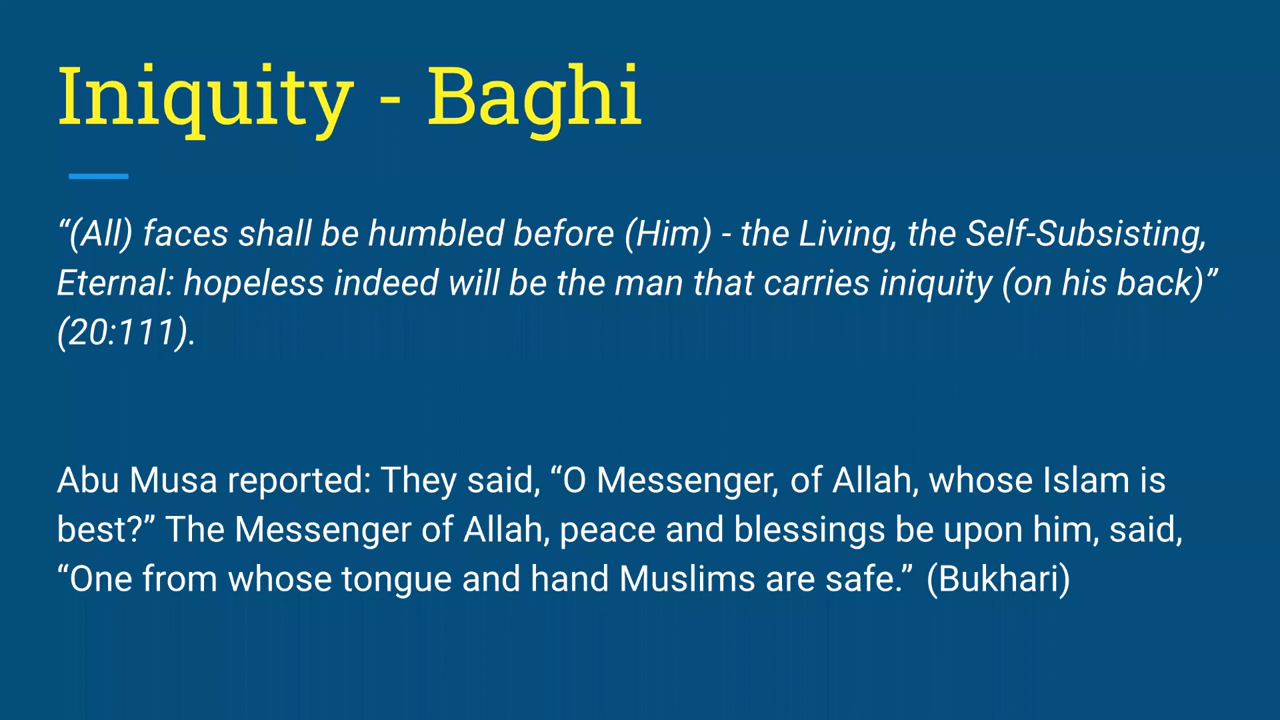 Iniquity - Baghi
“(All) faces shall be humbled before (Him) - the Living, the Self-Subsisting,
Eternal: hopeless indeed will be the man that carries iniquity (on his back)”
(20:111).
Abu Musa reported: They said, “O Messenger, of Allah, whose Islam is
best?” The Messenger of Allah, peace and blessings be upon him, said,
“One from whose tongue and hand Muslims are safe.” (Bukhari)